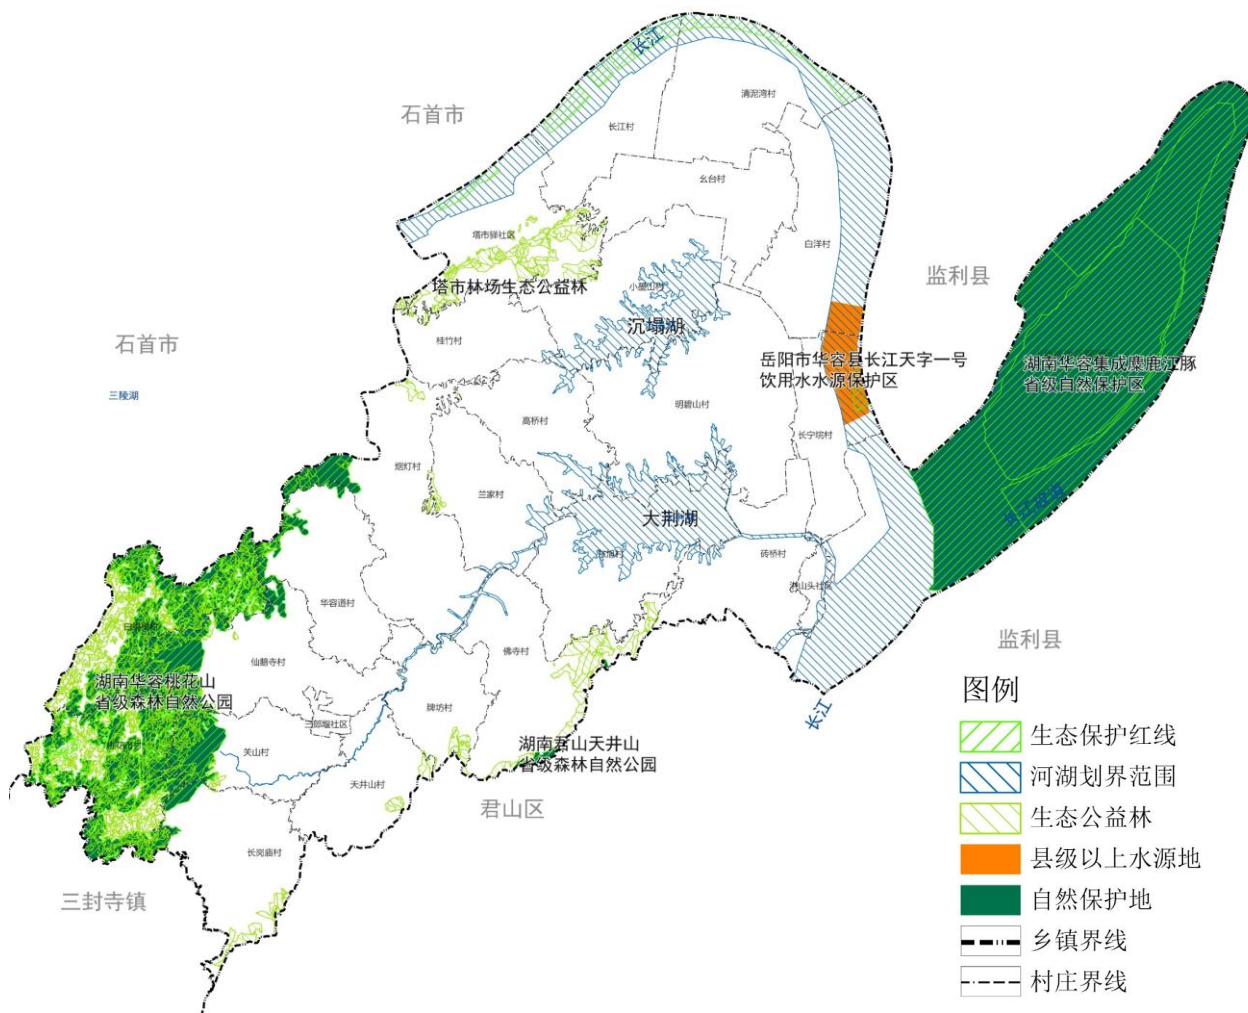 长江
石首市
清泥湾村
长江村
幺台村
塔市驿社区
白洋村
监利县
小墨山村
塔市林场生态公益林
沉塌湖
石首市
桂竹村
岳阳市华容县长江天字一号
饮用水水源保护区
湖南华容集成麋鹿江豚
省级自然保护区
三陵湖
明碧山村
高桥村
长宁垸村
烟灯村
兰家村
长江故道
大荆湖
砖桥村
洪山头社区
华容道村
监利县
佛寺村
仙鹅寺村
湖南华容桃花山
省级森林自然公园
牌坊村
长江
三郎堰社区
关山村
湖南君山天井山
省级森林自然公园
天井山村
君山区
长岗庙村
三封寺镇
图例
生态保护红线
河湖划界范围
生态公益林
县级以上水源地
自然保护地
乡镇界线
村庄界线